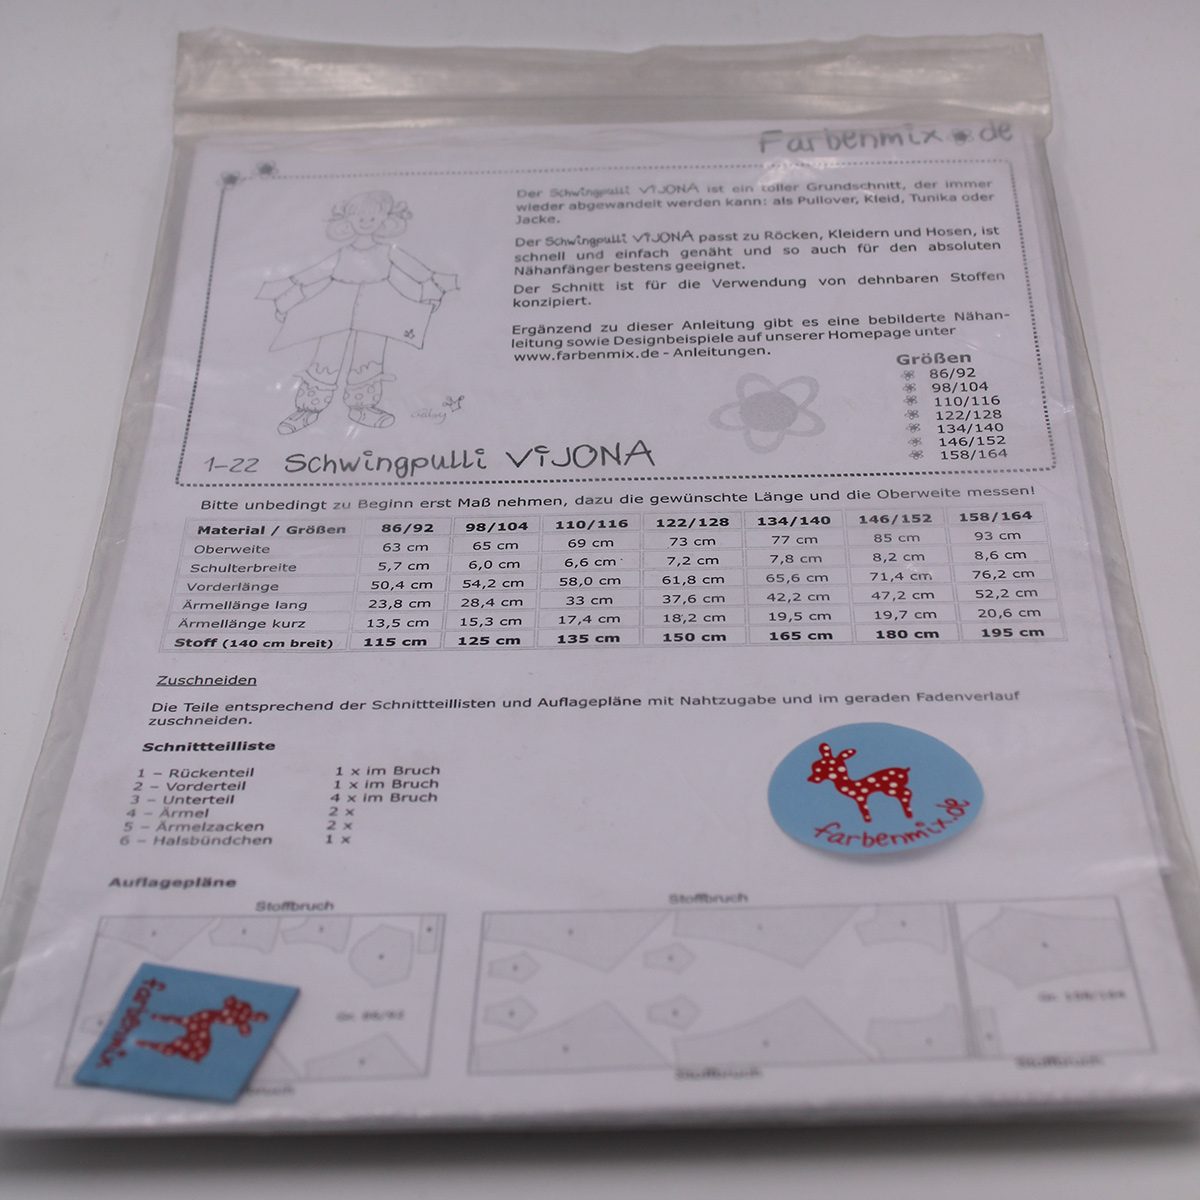 Farbenmix.de
Der Schwingpulli ViJONA ist ein toller Grundschnitt, der immer
wieder abgewandelt werden kann: als Pullover, Kleid, Tunika oder
Jacke.
Der Schwingpulli ViJONA passt zu Röcken, Kleidern und Hosen, ist
schnell und einfach genäht und so auch für den absoluten
Nähanfänger bestens geeignet.
Der Schnitt ist für die Verwendung von dehnbaren Stoffen
konzipiert.
Ergänzend zu dieser Anleitung gibt es eine bebilderte Nähan-
leitung sowie Designbeispiele auf unserer Homepage unter
www.farbenmix.de - Anleitungen.
Größen
86/92
98/104
110/116
122/128
134/140
146/152
158/164
1-22 Schwingpulli ViJONA
Bitte unbedingt zu Beginn erst Maß nehmen, dazu die gewünschte Länge und die Oberweite messen!
Material / Größen 86/92 98/104 110/116 122/128 134/140 146/152 158/164
Oberweite 63 cm 65 cm 69 cm 73 cm 77 cm 85 cm 93 cm
Schulterbreite 5,7 cm 6,0 cm 6,6 cm 7,2 cm 7,8 cm 8,2 cm 8,6 cm
Vorderlänge 50,4 cm 54,2 cm 58,0 cm 61,8 cm 65,6 cm 71,4 cm 76,2 cm
Ärmellänge lang 23,8 cm 28,4 cm 33 cm 37,6 cm 42,2 cm 47,2 cm 52,2 cm
Ärmellänge kurz 13,5 cm 15,3 cm 17,4 cm 18,2 cm 19,5 cm 19,7 cm 20,6 cm
Stoff (140 cm breit) 115 cm 125 cm 135 cm 150 cm 165 cm 180 cm 195 cm
Zuschneiden
Die Teile entsprechend der Schnittteillisten und Auflagepläne mit Nahtzugabe und im geraden Fadenverlauf
zuschneiden.
Schnittteilliste
1 – Rückenteil 1 x im Bruch
2 – Vorderteil 1 x im Bruch
3 – Unterteil 4 x im Bruch
4 – Ärmel 2 x
5 – Ärmelzacken 2 x
6 – Halsbündchen 1 x
farbenmix.de
Auflagepläne
Stoffbruch
Stoffbruch
Gr. 86/92
Gr. 158/164
farbenmix
Stoffbruch
Stoffbruch